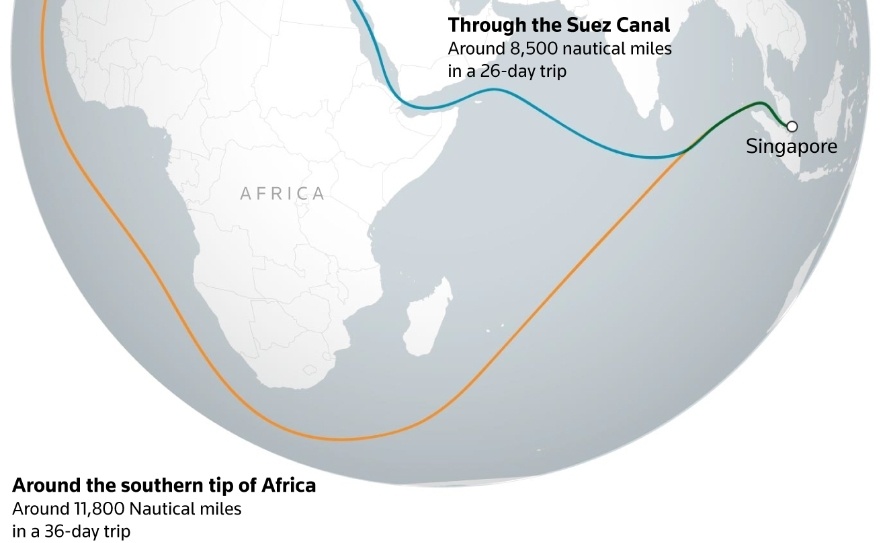 Through the Suez Canal
Around 8,500 nautical miles
in a 26-day trip
Singapore
AFRICA
Around the southern tip of Africa
Around 11,800 Nautical miles
in a 36-day trip